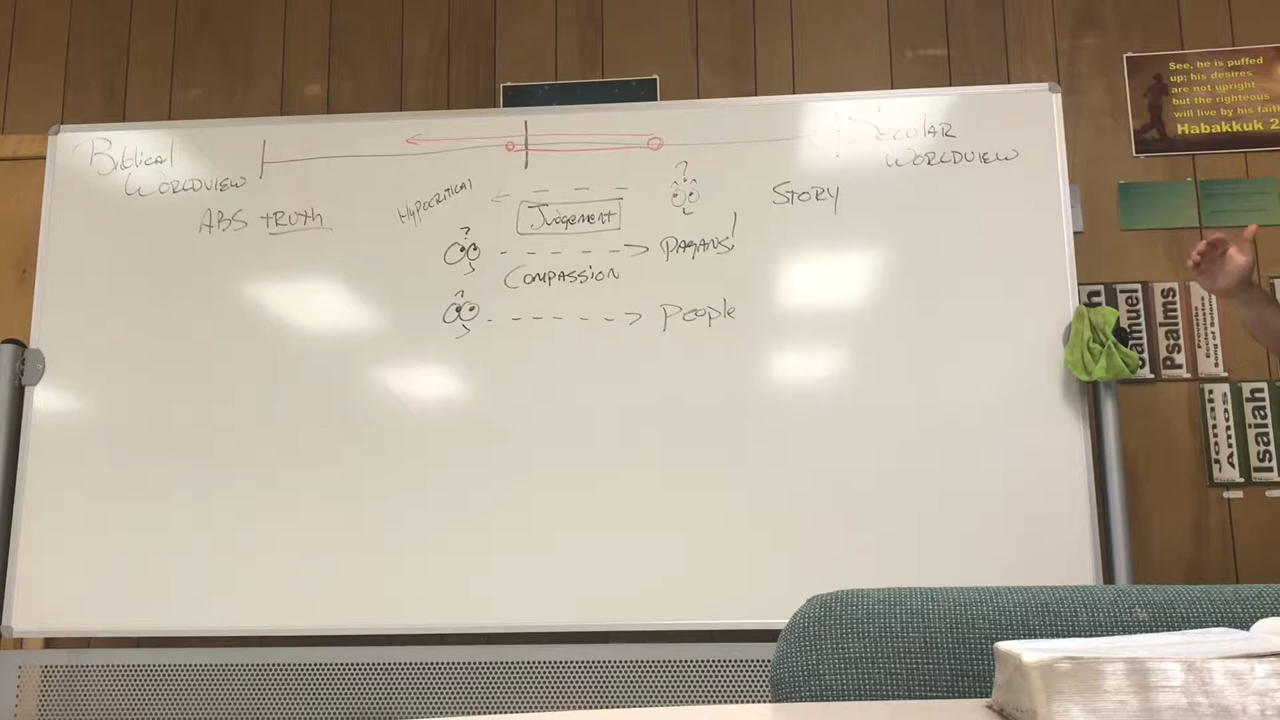 Biblical
Worldview
Secular
Worldview
ABS tRUth
Hypocritical
?
Judgement
Story
?
Pagans!
Compassion
?
People
See, he is puffed
up; his desires
are not upright
but the righteous
will live by his faith
Habakkuk 2
Samuel
Psalms
Proverbs
Ecclesiastes
Song of Solomon
Jonah
Amos
Isaiah